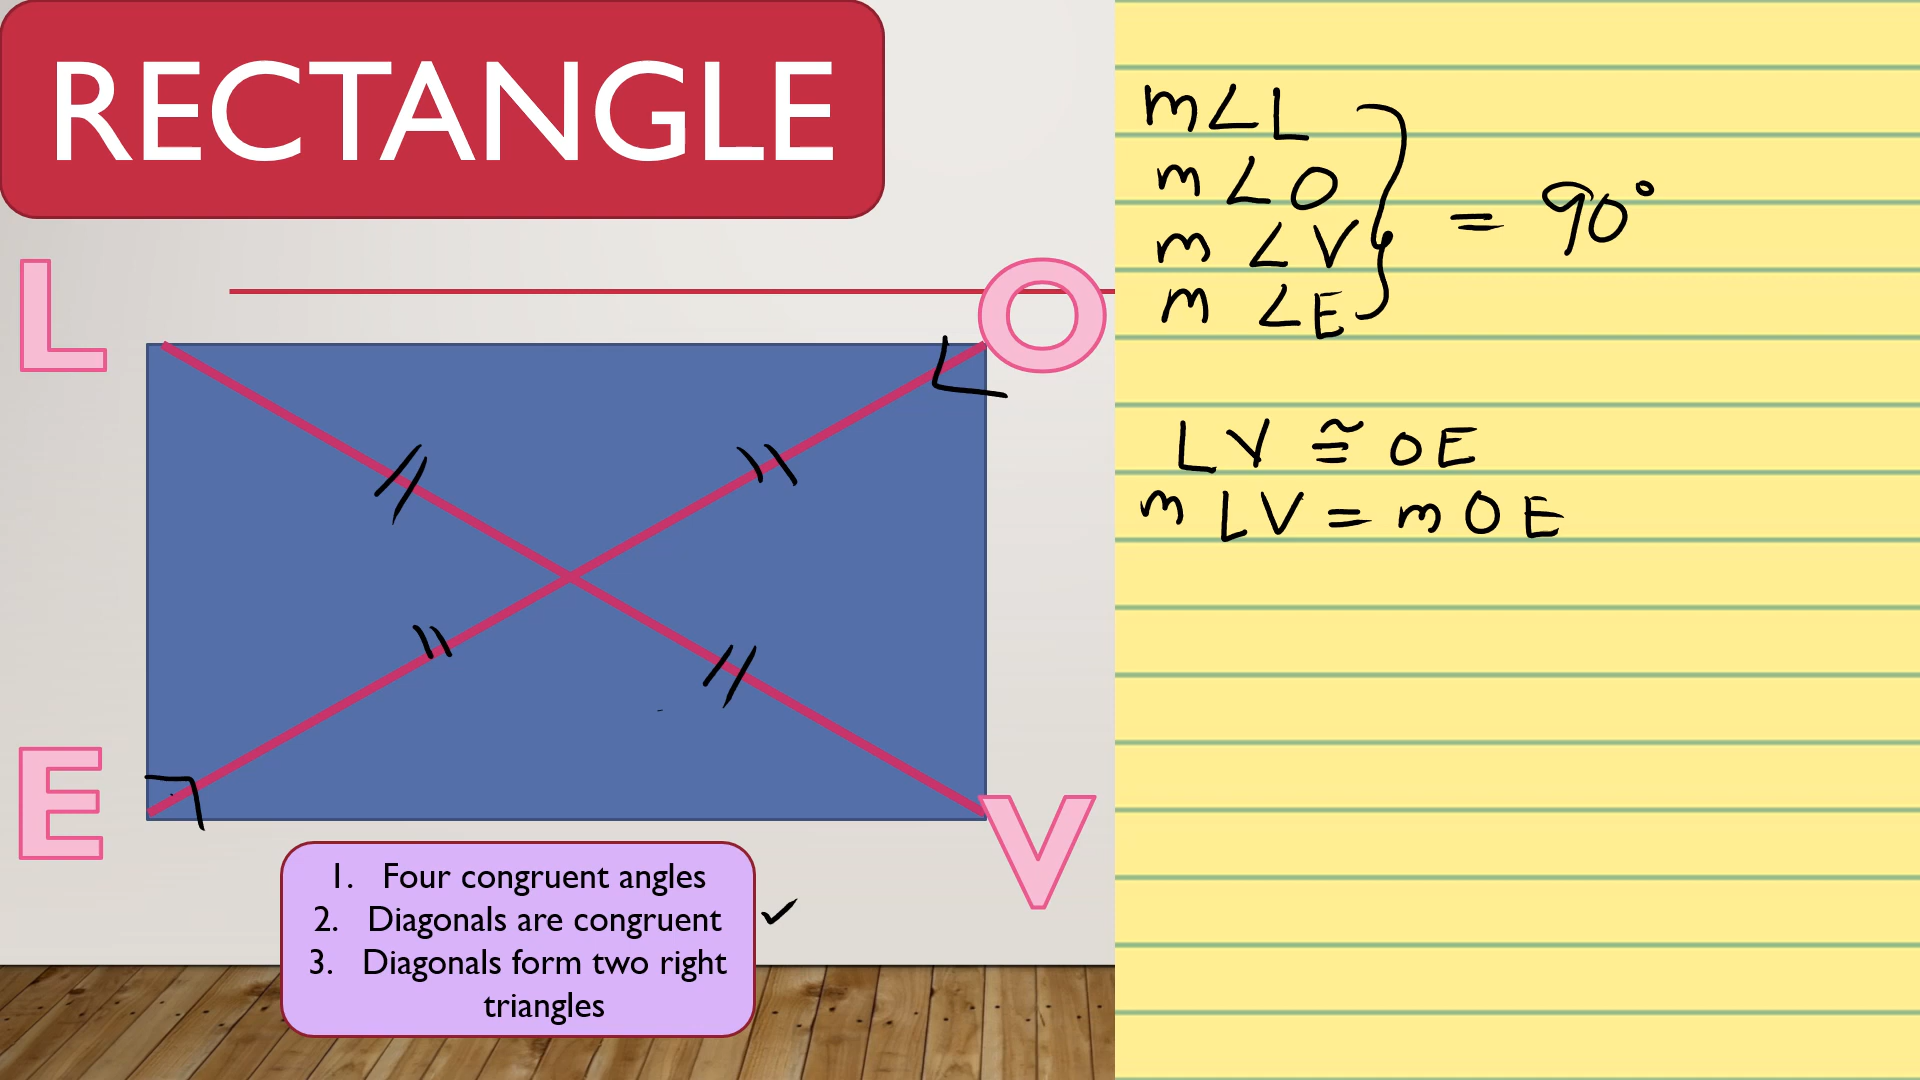 RECTANGLE
L
O
E
V
1. Four congruent angles
2. Diagonals are congruent ✓
3. Diagonals form two right
triangles
m∠L
m∠O
m∠V
m∠E
} = 90°
LV ≅ OE
m LV = m OE